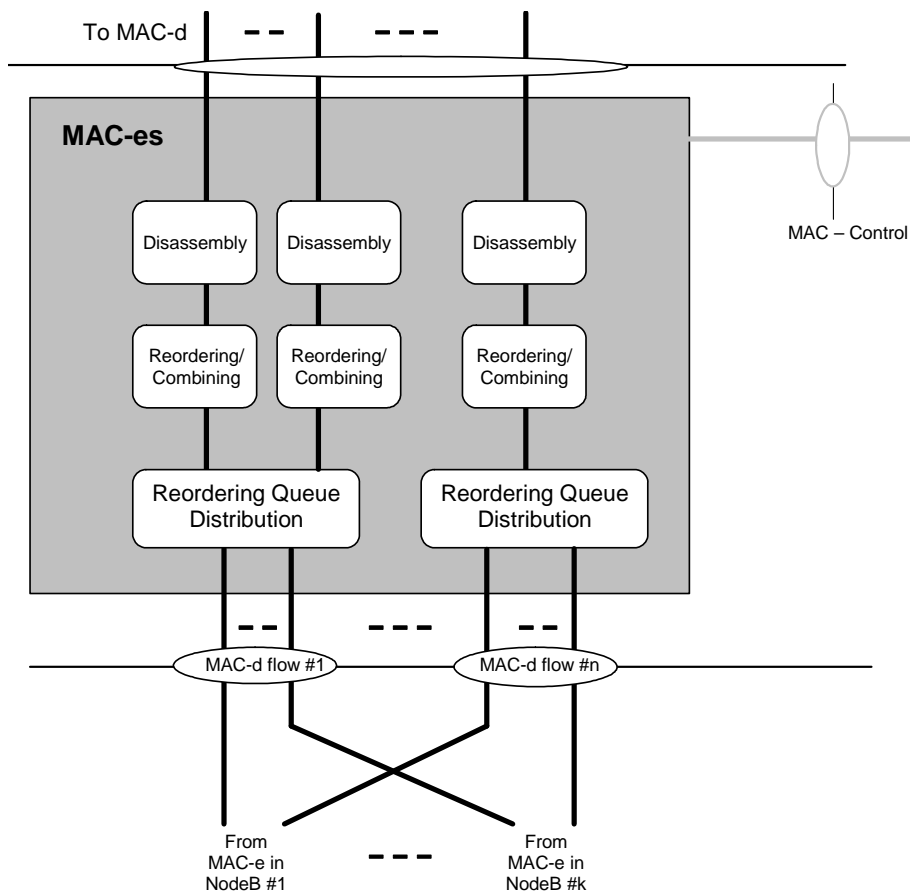 To MAC-d
MAC-es
MAC – Control
Disassembly
Disassembly
Disassembly
Reordering/
Combining
Reordering/
Combining
Reordering/
Combining
Reordering Queue
Distribution
Reordering Queue
Distribution
MAC-d flow #1
MAC-d flow #n
From
MAC-e in
NodeB #1
From
MAC-e in
NodeB #k